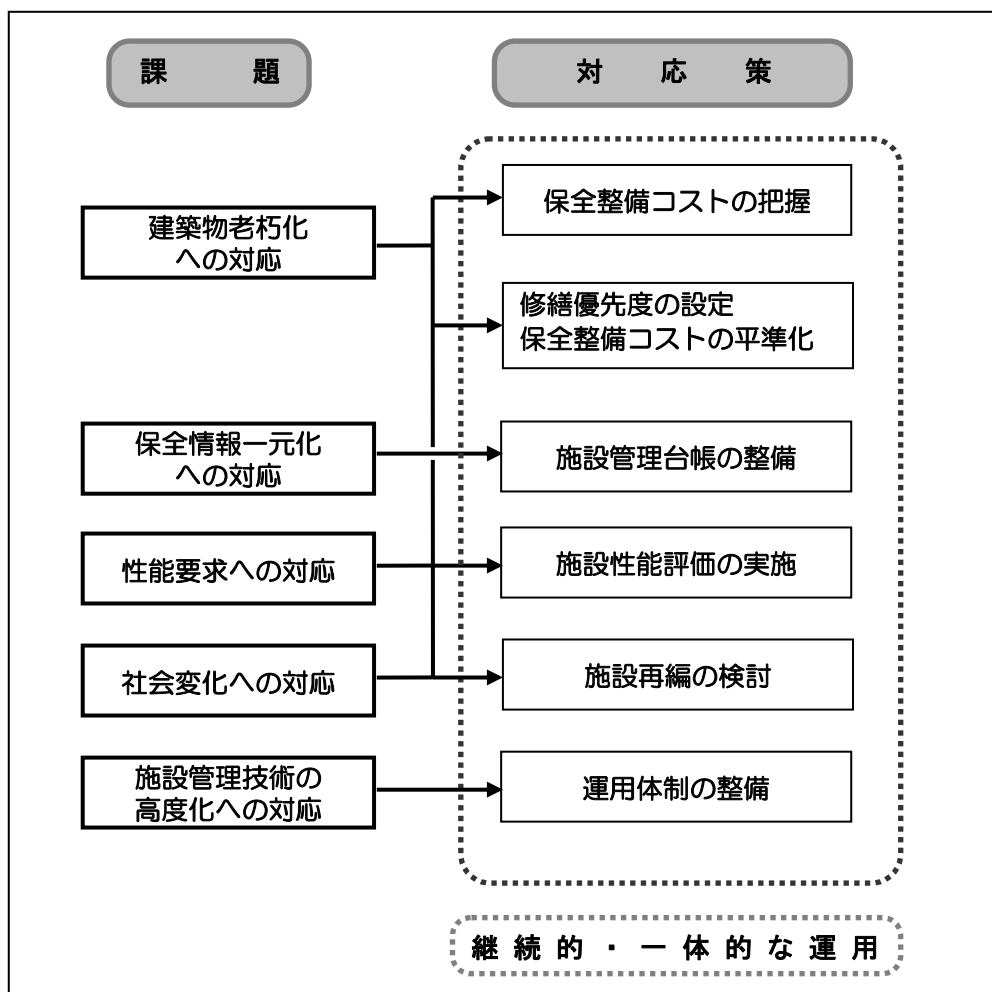 課題
対応策
建築物老朽化
への対応
保全整備コストの把握
修繕優先度の設定
保全整備コストの平準化
保全情報一元化
への対応
施設管理台帳の整備
性能要求への対応
施設性能評価の実施
社会変化への対応
施設再編の検討
施設管理技術の
高度化への対応
運用体制の整備
継続的・一体的な運用